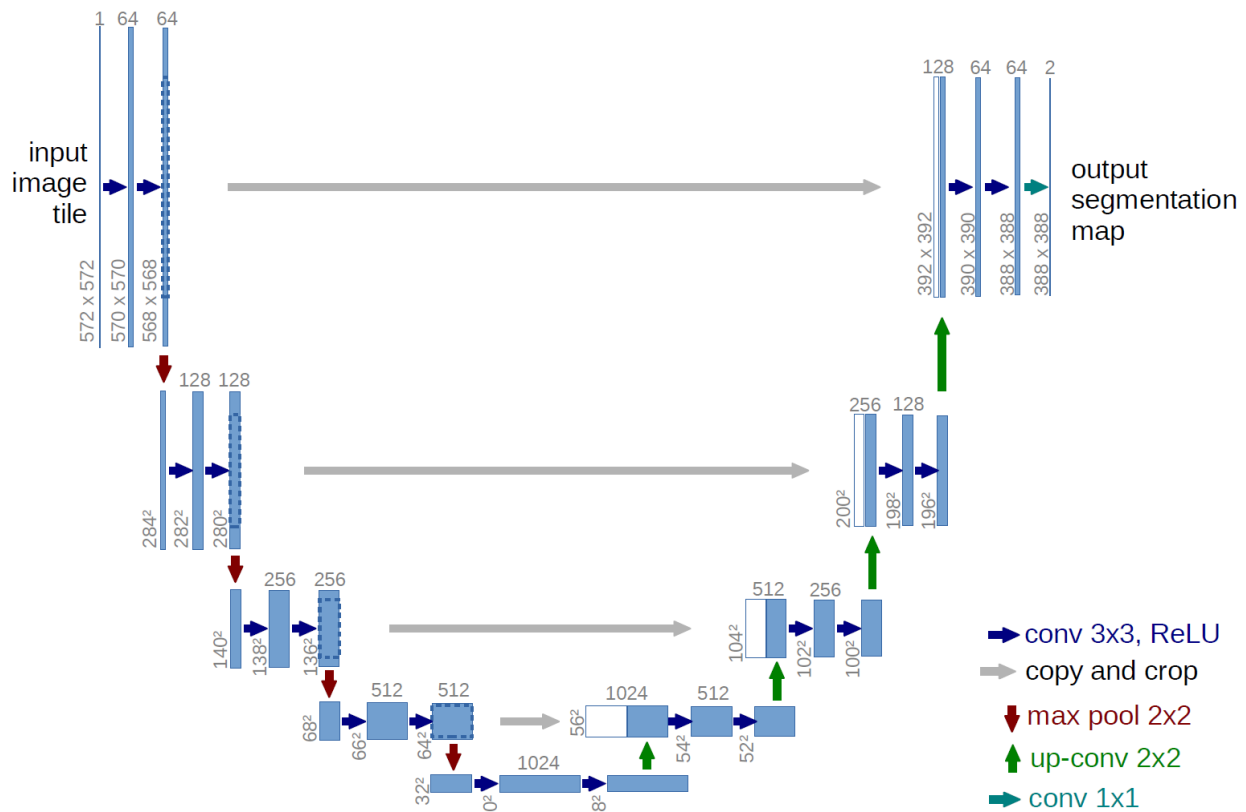 1 64 64
input
image
tile
572 x 572
570 x 570
568 x 568
128 64 64 2
392 x 392
390 x 390
388 x 388
388 x 388
output
segmentation
map
128 128
284²
282²
280²
256 128
200²
198²
196²
256 256
140²
138²
136²
512 256
104²
102²
100²
512 512
68²
66²
64²
1024 512
56²
54²
52²
1024
32²
0²
8²
conv 3x3, ReLU
copy and crop
max pool 2x2
up-conv 2x2
conv 1x1